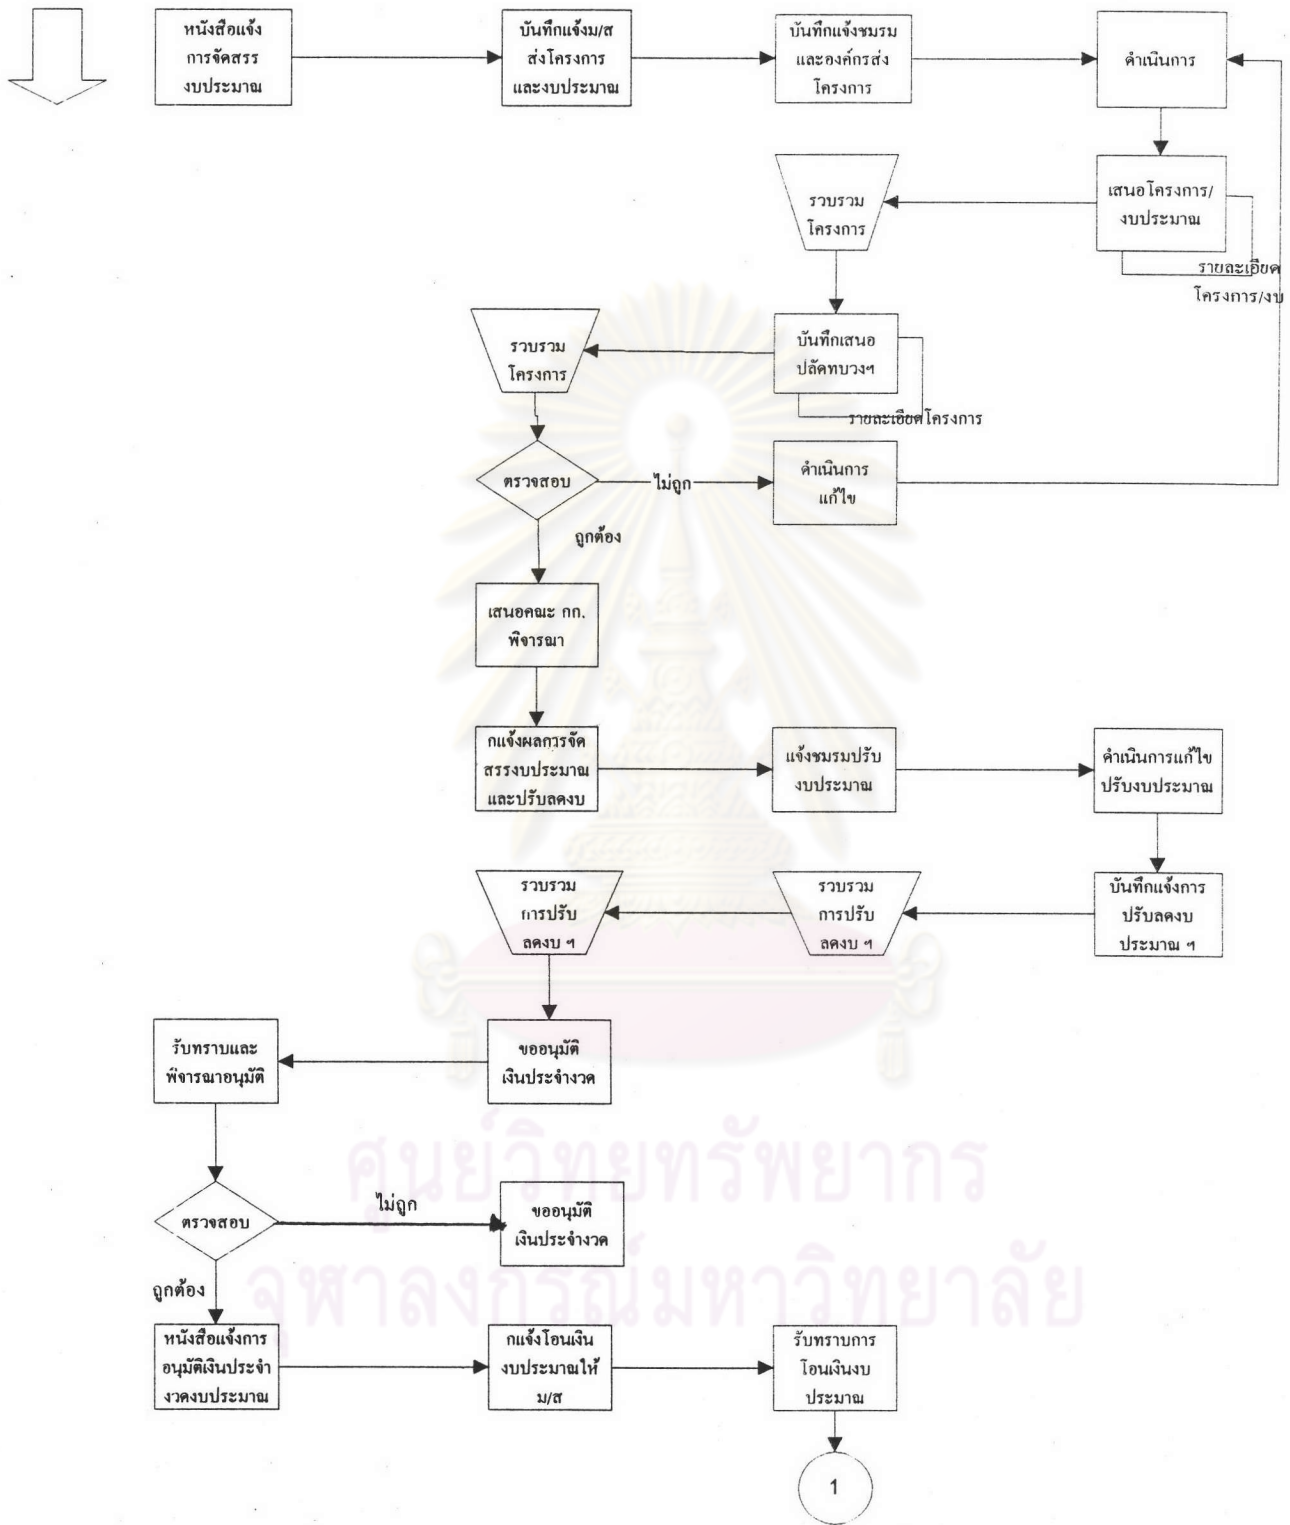 หนังสือแจ้ง
การจัดสรร
งบประมาณ
บันทึกแจ้งม/ส
ส่งโครงการ
และงบประมาณ
บันทึกแจ้งชมรม
และองค์กรส่ง
โครงการ
ดำเนินการ
เสนอโครงการ/
งบประมาณ
รายละเอียด
โครงการ/งบ
รวบรวม
โครงการ
บันทึกเสนอ
ปลัดทบวงฯ
รายละเอียดโครงการ
รวบรวม
โครงการ
ตรวจสอบ
ไม่ถูก
ดำเนินการ
แก้ไข
ถูกต้อง
เสนอคณะ กก.
พิจารณา
กแจ้งผลการจัด
สรรงบประมาณ
และปรับลดงบ
แจ้งชมรมปรับ
งบประมาณ
ดำเนินการแก้ไข
ปรับงบประมาณ
บันทึกแจ้งการ
ปรับลดงบ
ประมาณ ฯ
รวบรวม
การปรับ
ลดงบ ฯ
รวบรวม
การปรับ
ลดงบ ฯ
ขออนุมัติ
เงินประจำงวด
รับทราบและ
พิจารณาอนุมัติ
ตรวจสอบ
ไม่ถูก
ขออนุมัติ
เงินประจำงวด
ถูกต้อง
หนังสือแจ้งการ
อนุมัติเงินประจำ
งวดงบประมาณ
กแจ้งโอนเงิน
งบประมาณให้
ม/ส
รับทราบการ
โอนเงินงบ
ประมาณ
1
ศูนย์วิทยทรัพยากร
จุฬาลงกรณ์มหาวิทยาลัย